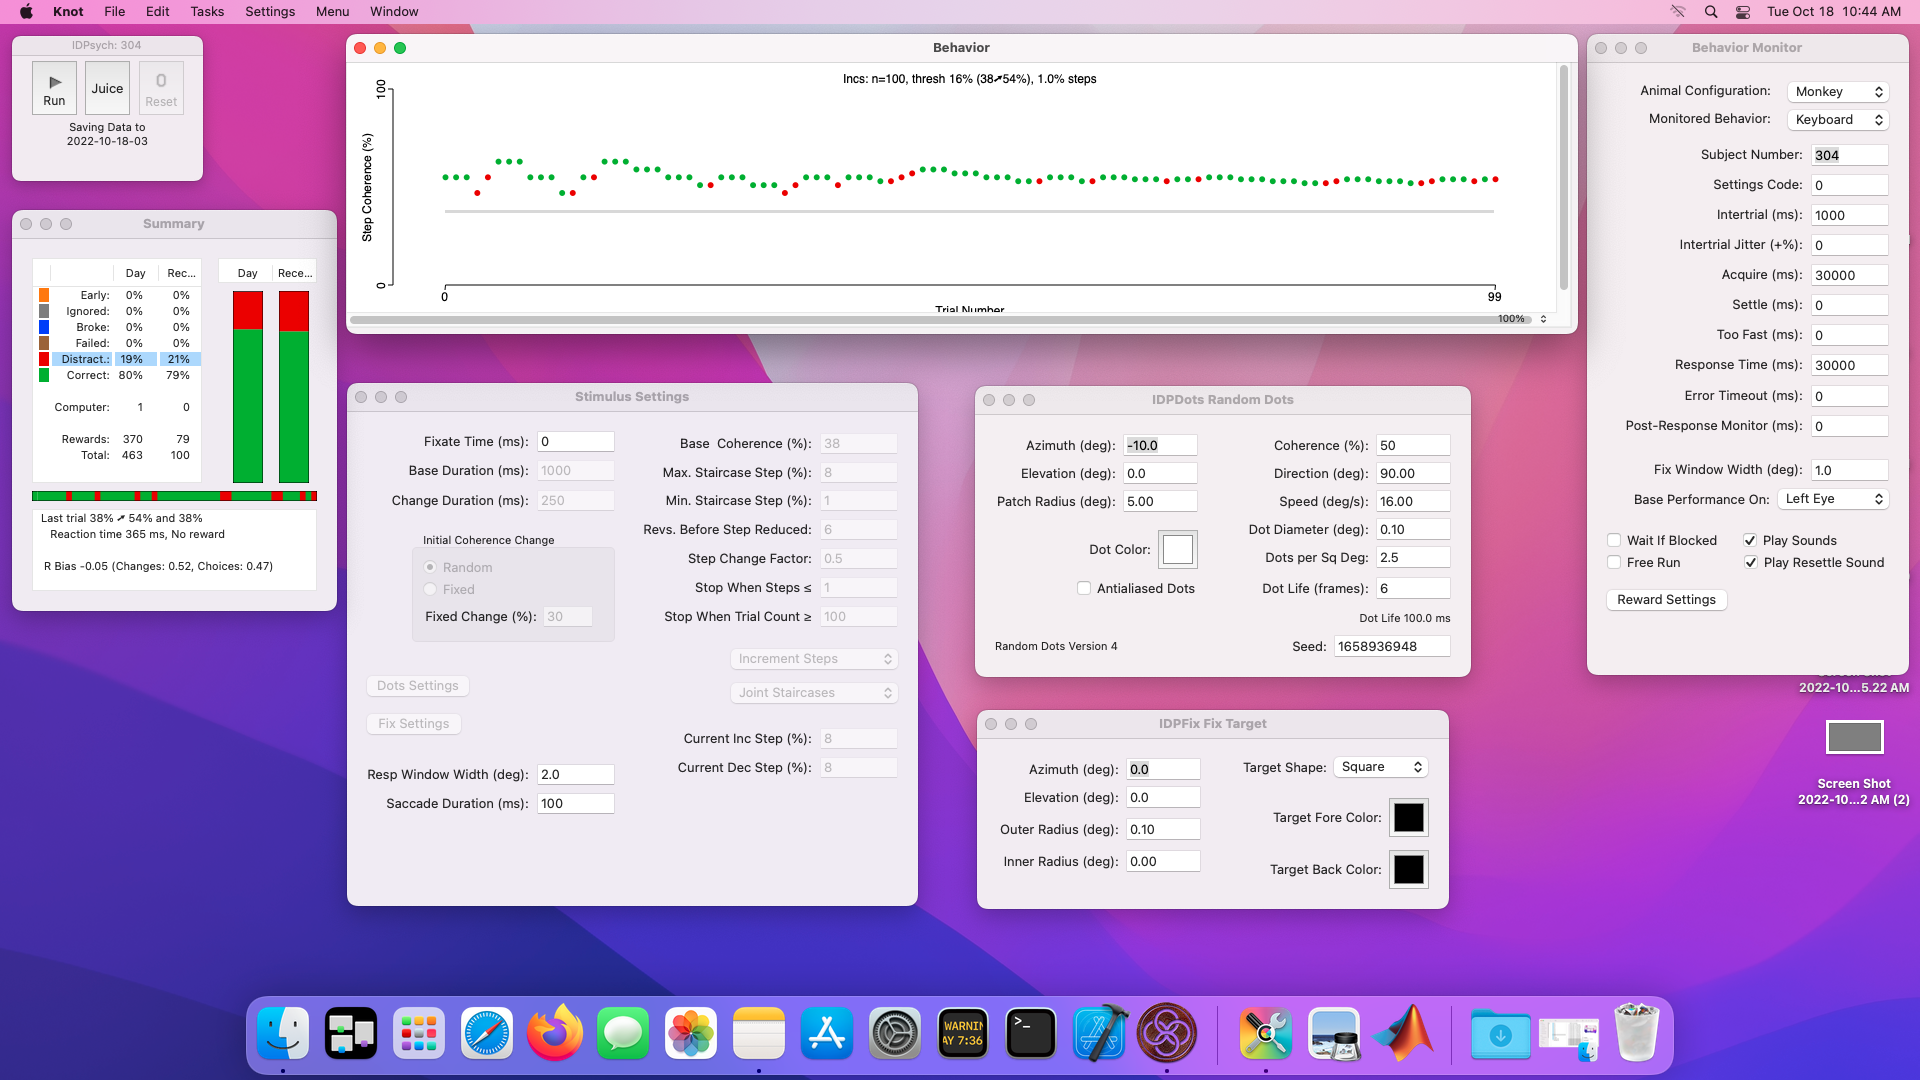 Knot File Edit Tasks Settings Menu Window
Tue Oct 18 10:44 AM
IDPsych: 304
Run
Juice
0
Reset
Saving Data to
2022-10-18-03
Summary
Day Rec...
Early: 0% 0%
Ignored: 0% 0%
Broke: 0% 0%
Failed: 0% 0%
Distract.: 19% 21%
Correct: 80% 79%
Computer: 1 0
Rewards: 370 79
Total: 463 100
Day Rece...
Last trial 38% ➚ 54% and 38%
Reaction time 365 ms, No reward
R Bias -0.05 (Changes: 0.52, Choices: 0.47)
Behavior
Incs: n=100, thresh 16% (38➚54%), 1.0% steps
100
Step Coherence (%)
0
0
99
Trial Number
100%
Stimulus Settings
Fixate Time (ms): 0
Base Duration (ms): 1000
Change Duration (ms): 250
Initial Coherence Change
Random
Fixed
Fixed Change (%): 30
Dots Settings
Fix Settings
Resp Window Width (deg): 2.0
Saccade Duration (ms): 100
Base Coherence (%): 38
Max. Staircase Step (%): 8
Min. Staircase Step (%): 1
Revs. Before Step Reduced: 6
Step Change Factor: 0.5
Stop When Steps ≤ 1
Stop When Trial Count ≥ 100
Increment Steps
Joint Staircases
Current Inc Step (%): 8
Current Dec Step (%): 8
IDPDots Random Dots
Azimuth (deg): -10.0
Elevation (deg): 0.0
Patch Radius (deg): 5.00
Dot Color:
Antialiased Dots
Random Dots Version 4
Coherence (%): 50
Direction (deg): 90.00
Speed (deg/s): 16.00
Dot Diameter (deg): 0.10
Dots per Sq Deg: 2.5
Dot Life (frames): 6
Dot Life 100.0 ms
Seed: 1658936948
IDPFix Fix Target
Azimuth (deg): 0.0
Elevation (deg): 0.0
Outer Radius (deg): 0.10
Inner Radius (deg): 0.00
Target Shape: Square
Target Fore Color:
Target Back Color:
Behavior Monitor
Animal Configuration: Monkey
Monitored Behavior: Keyboard
Subject Number: 304
Settings Code: 0
Intertrial (ms): 1000
Intertrial Jitter (+%): 0
Acquire (ms): 30000
Settle (ms): 0
Too Fast (ms): 0
Response Time (ms): 30000
Error Timeout (ms): 0
Post-Response Monitor (ms): 0
Fix Window Width (deg): 1.0
Base Performance On: Left Eye
Wait If Blocked
Play Sounds
Free Run
Play Resettle Sound
Reward Settings
2022-10...5.22 AM
Screen Shot
2022-10...2 AM (2)
WARNIN
AY 7:36
>_